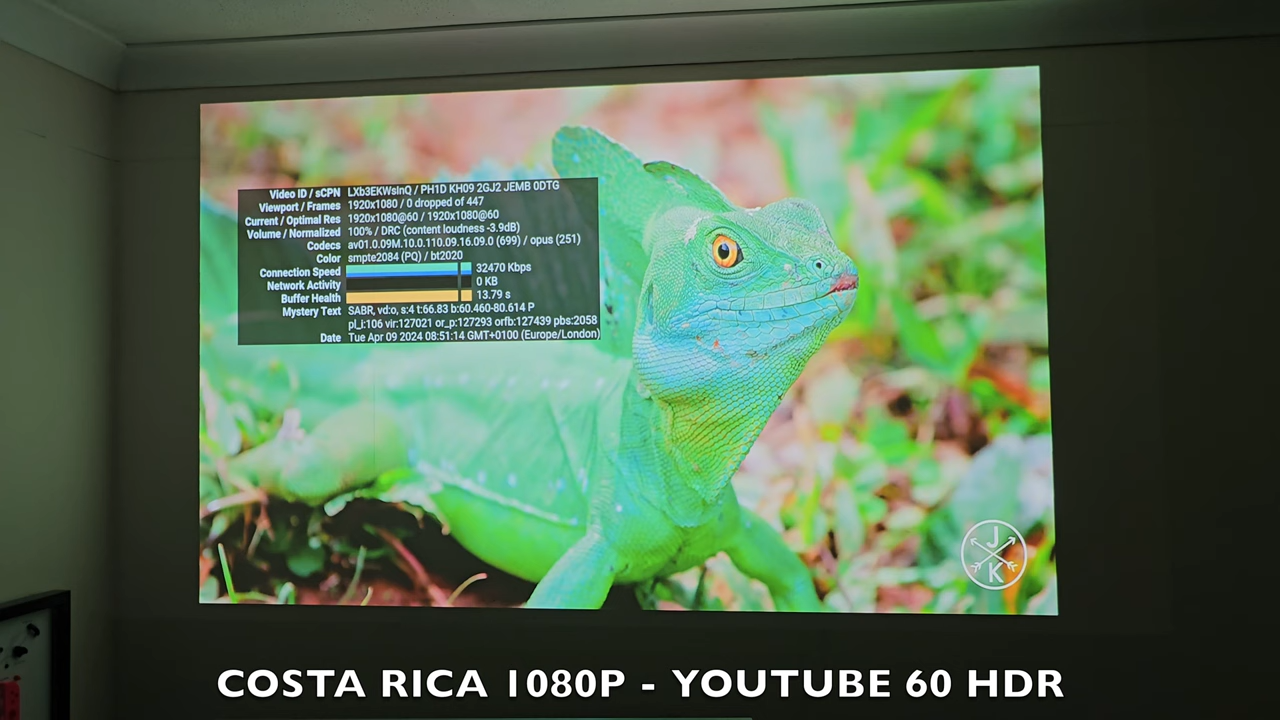 Video ID / sCPN LXb3EKWsInQ / PH1D KH09 2GJ2 JEMB 0DTG
Viewport / Frames 1920x1080 / 0 dropped of 447
Current / Optimal Res 1920x1080@60 / 1920x1080@60
Volume / Normalized 100% / DRC (content loudness -3.9dB)
Codecs av01.0.09M.10.0.110.09.16.09.0 (699) / opus (251)
Color smpte2084 (PQ) / bt2020
Connection Speed 32470 Kbps
Network Activity 0 KB
Buffer Health 13.79 s
Mystery Text SABR, vd:o, s:4 t:66.83 b:60.460-80.614 P
pl_i:106 vir:127021 or_p:127293 orfb:127439 pbs:2058
Date Tue Apr 09 2024 08:51:14 GMT+0100 (Europe/London)
J
K
COSTA RICA 1080P - YOUTUBE 60 HDR